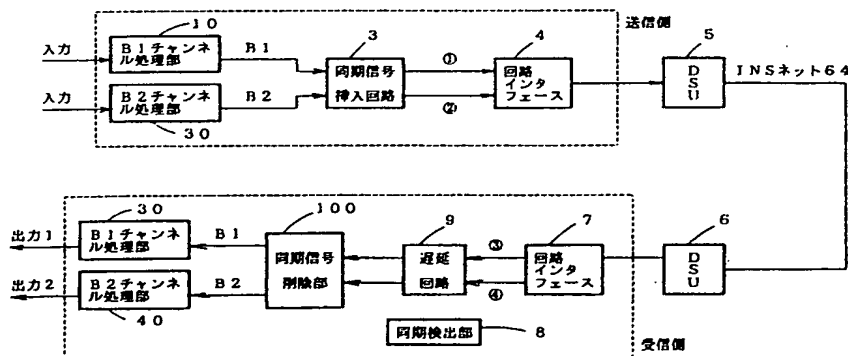 送信側
入力
10
B1チャンネル処理部
B1
入力
B2チャンネル処理部
30
B2
3
同期信号
挿入回路
①
②
4
回路
インタ
フェース
5
DSU
INSネット64
出力1
30
B1チャンネル処理部
B1
出力2
B2チャンネル処理部
40
B2
100
同期信号
削除部
9
遅延
回路
③
④
7
回路
インタ
フェース
6
DSU
同期検出部
8
受信側